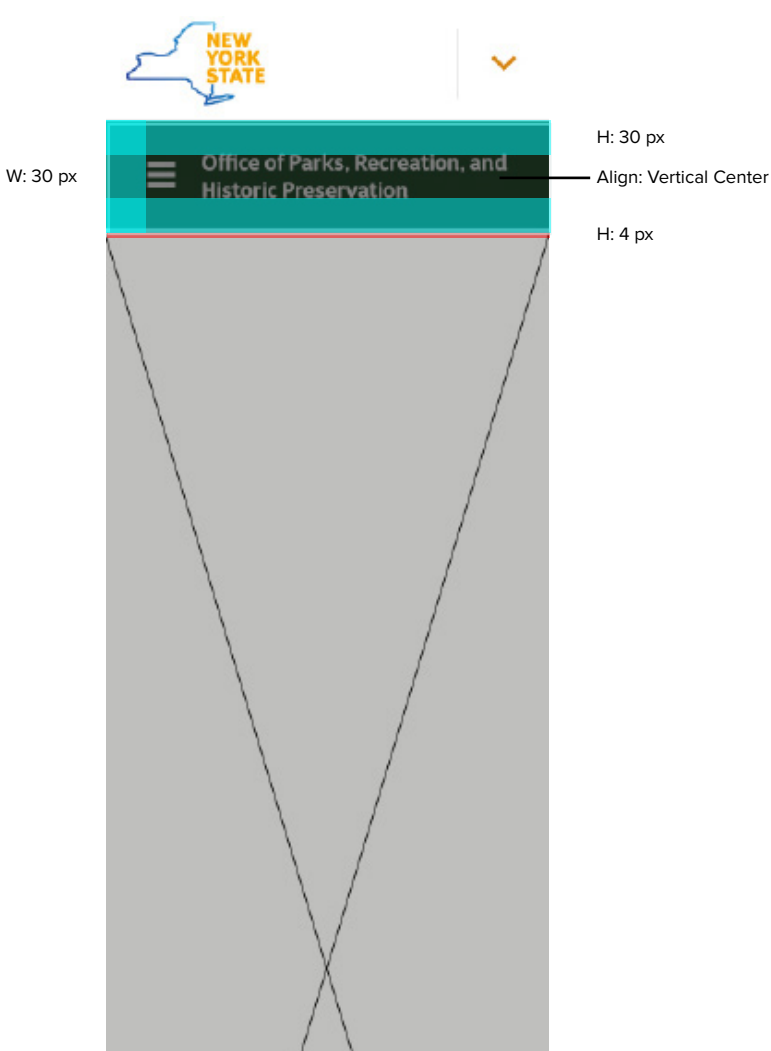 NEW
YORK
STATE
H: 30 px
Office of Parks, Recreation, and
Historic Preservation
W: 30 px
Align: Vertical Center
H: 4 px